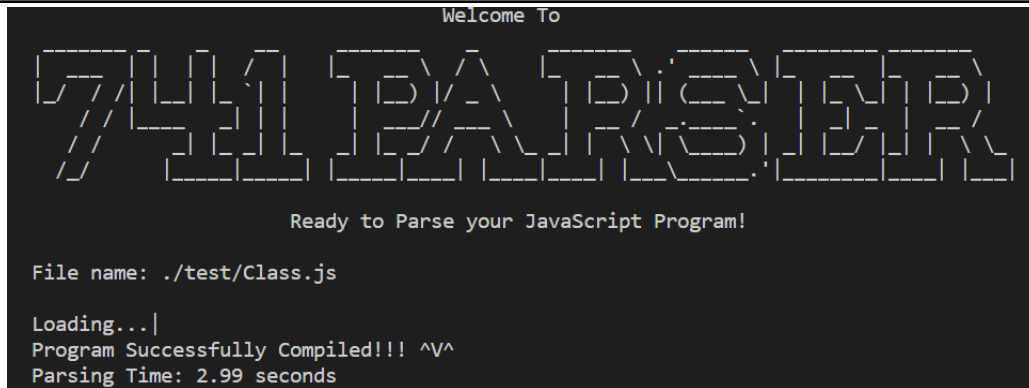 Welcome To
741 PARSER
Ready to Parse your JavaScript Program!
File name: ./test/Class.js
Loading...|
Program Successfully Compiled!!! ^V^
Parsing Time: 2.99 seconds